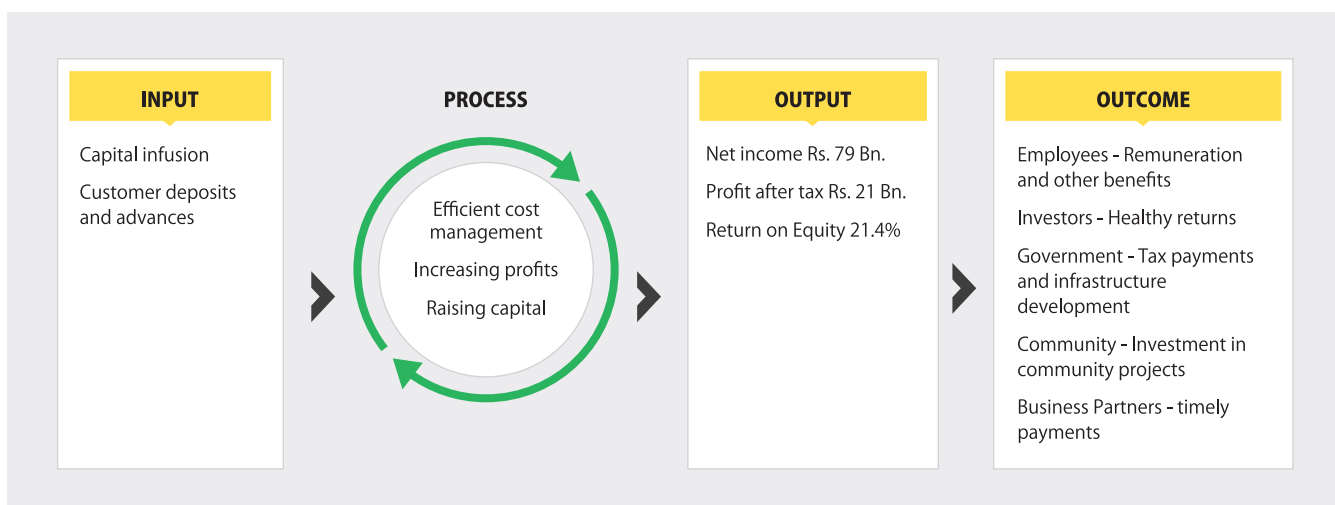 INPUT
Capital infusion
Customer deposits
and advances
PROCESS
Efficient cost
management
Increasing profits
Raising capital
OUTPUT
Net income Rs. 79 Bn.
Profit after tax Rs. 21 Bn.
Return on Equity 21.4%
OUTCOME
Employees - Remuneration
and other benefits
Investors - Healthy returns
Government - Tax payments
and infrastructure
development
Community - Investment in
community projects
Business Partners - timely
payments